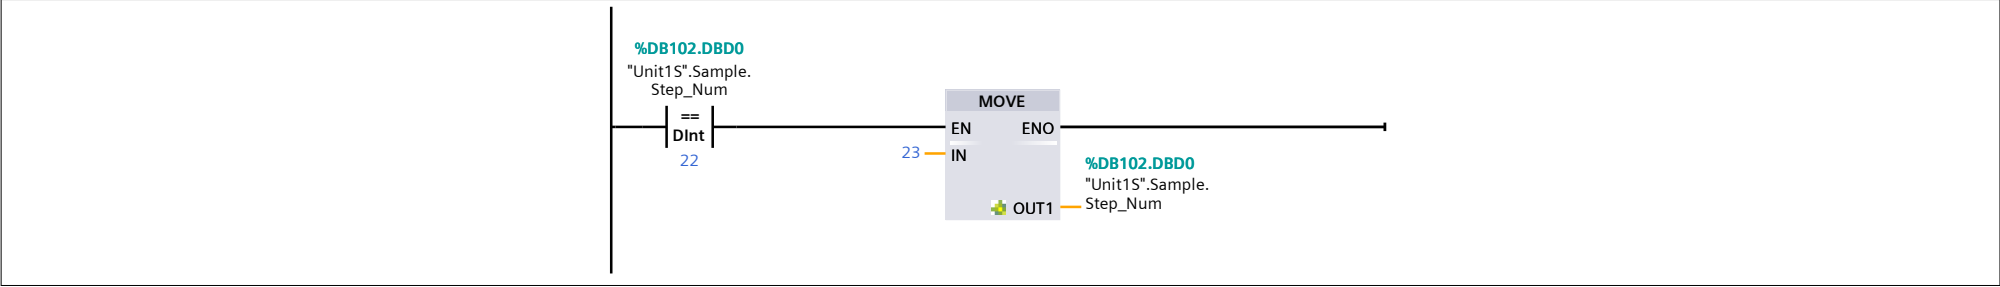 %DB102.DBD0
"Unit1S".Sample.
Step_Num
==
DInt
22
MOVE
EN ENO
23 IN
%DB102.DBD0
"Unit1S".Sample.
OUT1 Step_Num